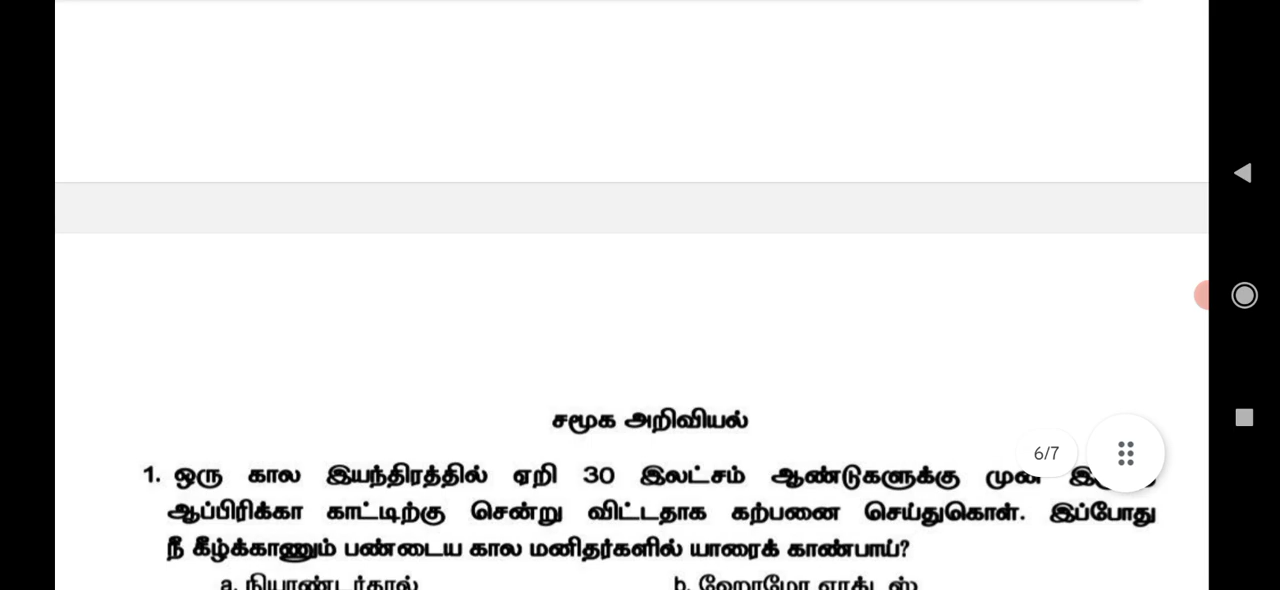 சமூக அறிவியல்
6/7
1. ஒரு கால இயந்திரத்தில் ஏறி 30 இலட்சம் ஆண்டுகளுக்கு முன்
ஆப்பிரிக்கா காட்டிற்கு சென்று விட்டதாக கற்பனை செய்துகொள். இப்போது
நீ கீழ்க்காணும் பண்டைய கால மனிதர்களில் யாரைக் காண்பாய்?
a. நியாண்டர்தால் b. ஹோமோ